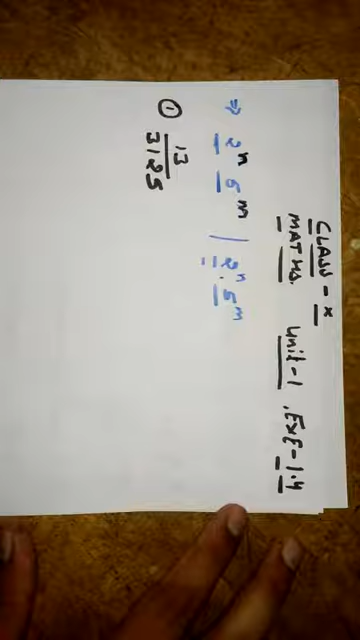 CLASS - X
MATHS. Unit - 1 . EXE - 1.4
⇒ 2ⁿ 5ᵐ | 2ⁿ. 5ᵐ
① 13
3125